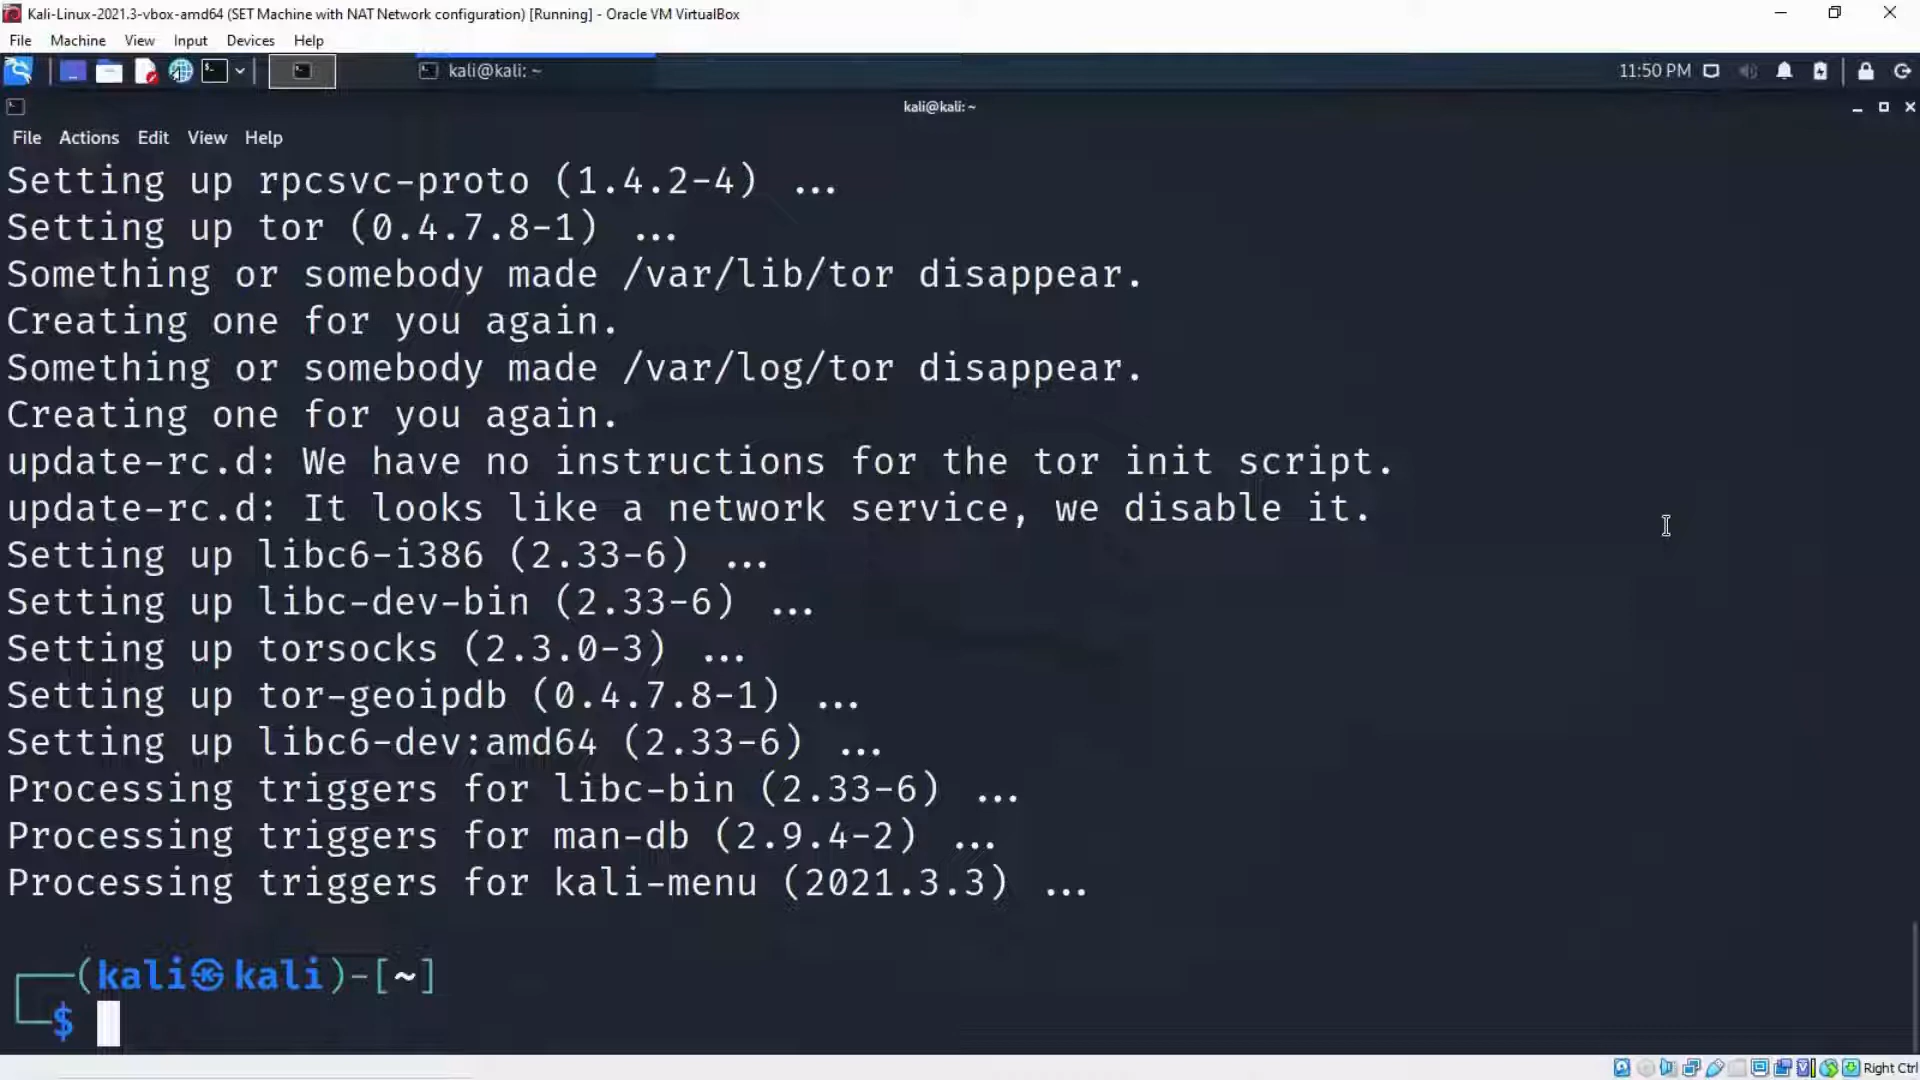 Kali-Linux-2021.3-vbox-amd64 (SET Machine with NAT Network configuration) [Running] - Oracle VM VirtualBox
File Machine View Input Devices Help
kali@kali: ~
11:50 PM
kali@kali: ~
File Actions Edit View Help
Setting up rpcsvc-proto (1.4.2-4) ...
Setting up tor (0.4.7.8-1) ...
Something or somebody made /var/lib/tor disappear.
Creating one for you again.
Something or somebody made /var/log/tor disappear.
Creating one for you again.
update-rc.d: We have no instructions for the tor init script.
update-rc.d: It looks like a network service, we disable it.
Setting up libc6-i386 (2.33-6) ...
Setting up libc-dev-bin (2.33-6) ...
Setting up torsocks (2.3.0-3) ...
Setting up tor-geoipdb (0.4.7.8-1) ...
Setting up libc6-dev:amd64 (2.33-6) ...
Processing triggers for libc-bin (2.33-6) ...
Processing triggers for man-db (2.9.4-2) ...
Processing triggers for kali-menu (2021.3.3) ...
┌──(kali㉿kali)-[~]
└─$
Right Ctrl